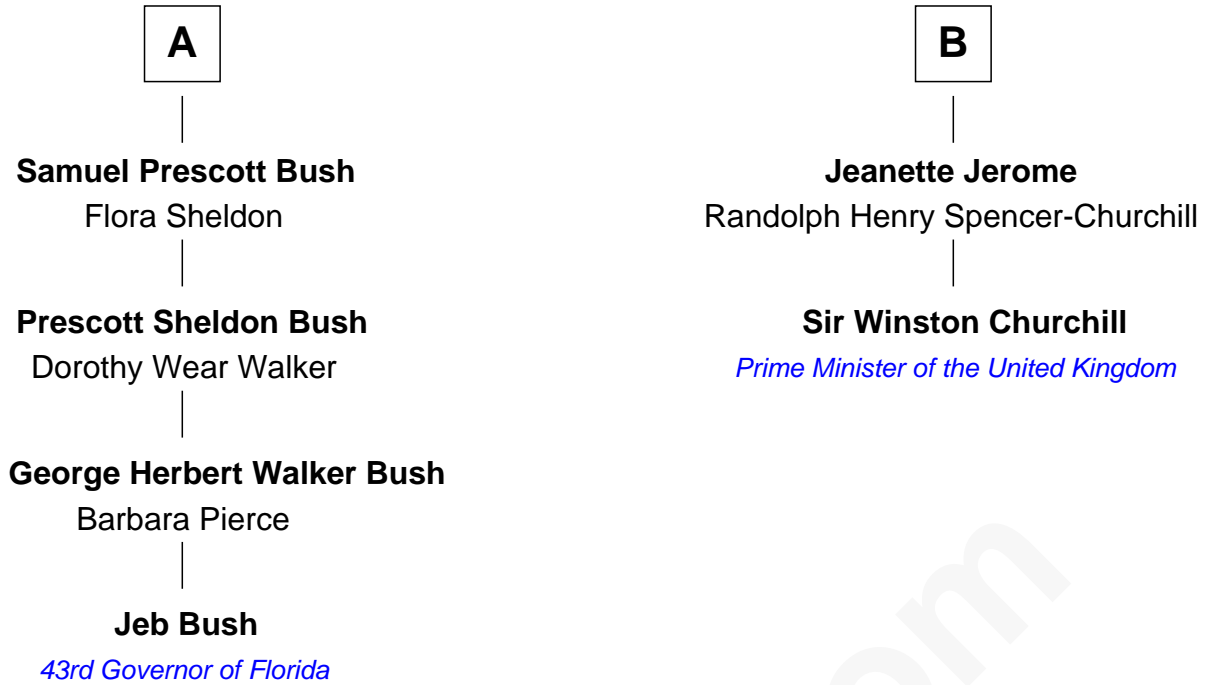 A
Samuel Prescott Bush
Flora Sheldon
Prescott Sheldon Bush
Dorothy Wear Walker
George Herbert Walker Bush
Barbara Pierce
Jeb Bush
43rd Governor of Florida
B
Jeanette Jerome
Randolph Henry Spencer-Churchill
Sir Winston Churchill
Prime Minister of the United Kingdom
om